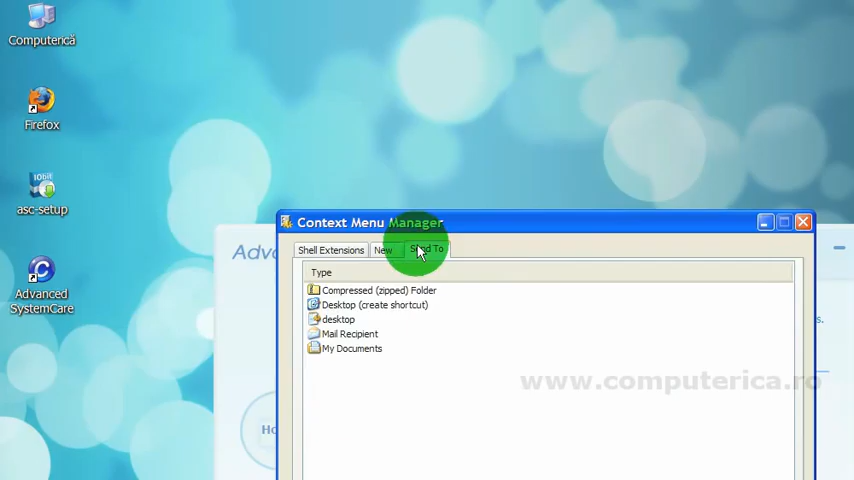 Computerică
Firefox
IObit
asc-setup
Advanced
SystemCare
Context Menu Manager
Shell Extensions
New
Send To
Type
Compressed (zipped) Folder
Desktop (create shortcut)
desktop
Mail Recipient
My Documents
www.computerica.ro